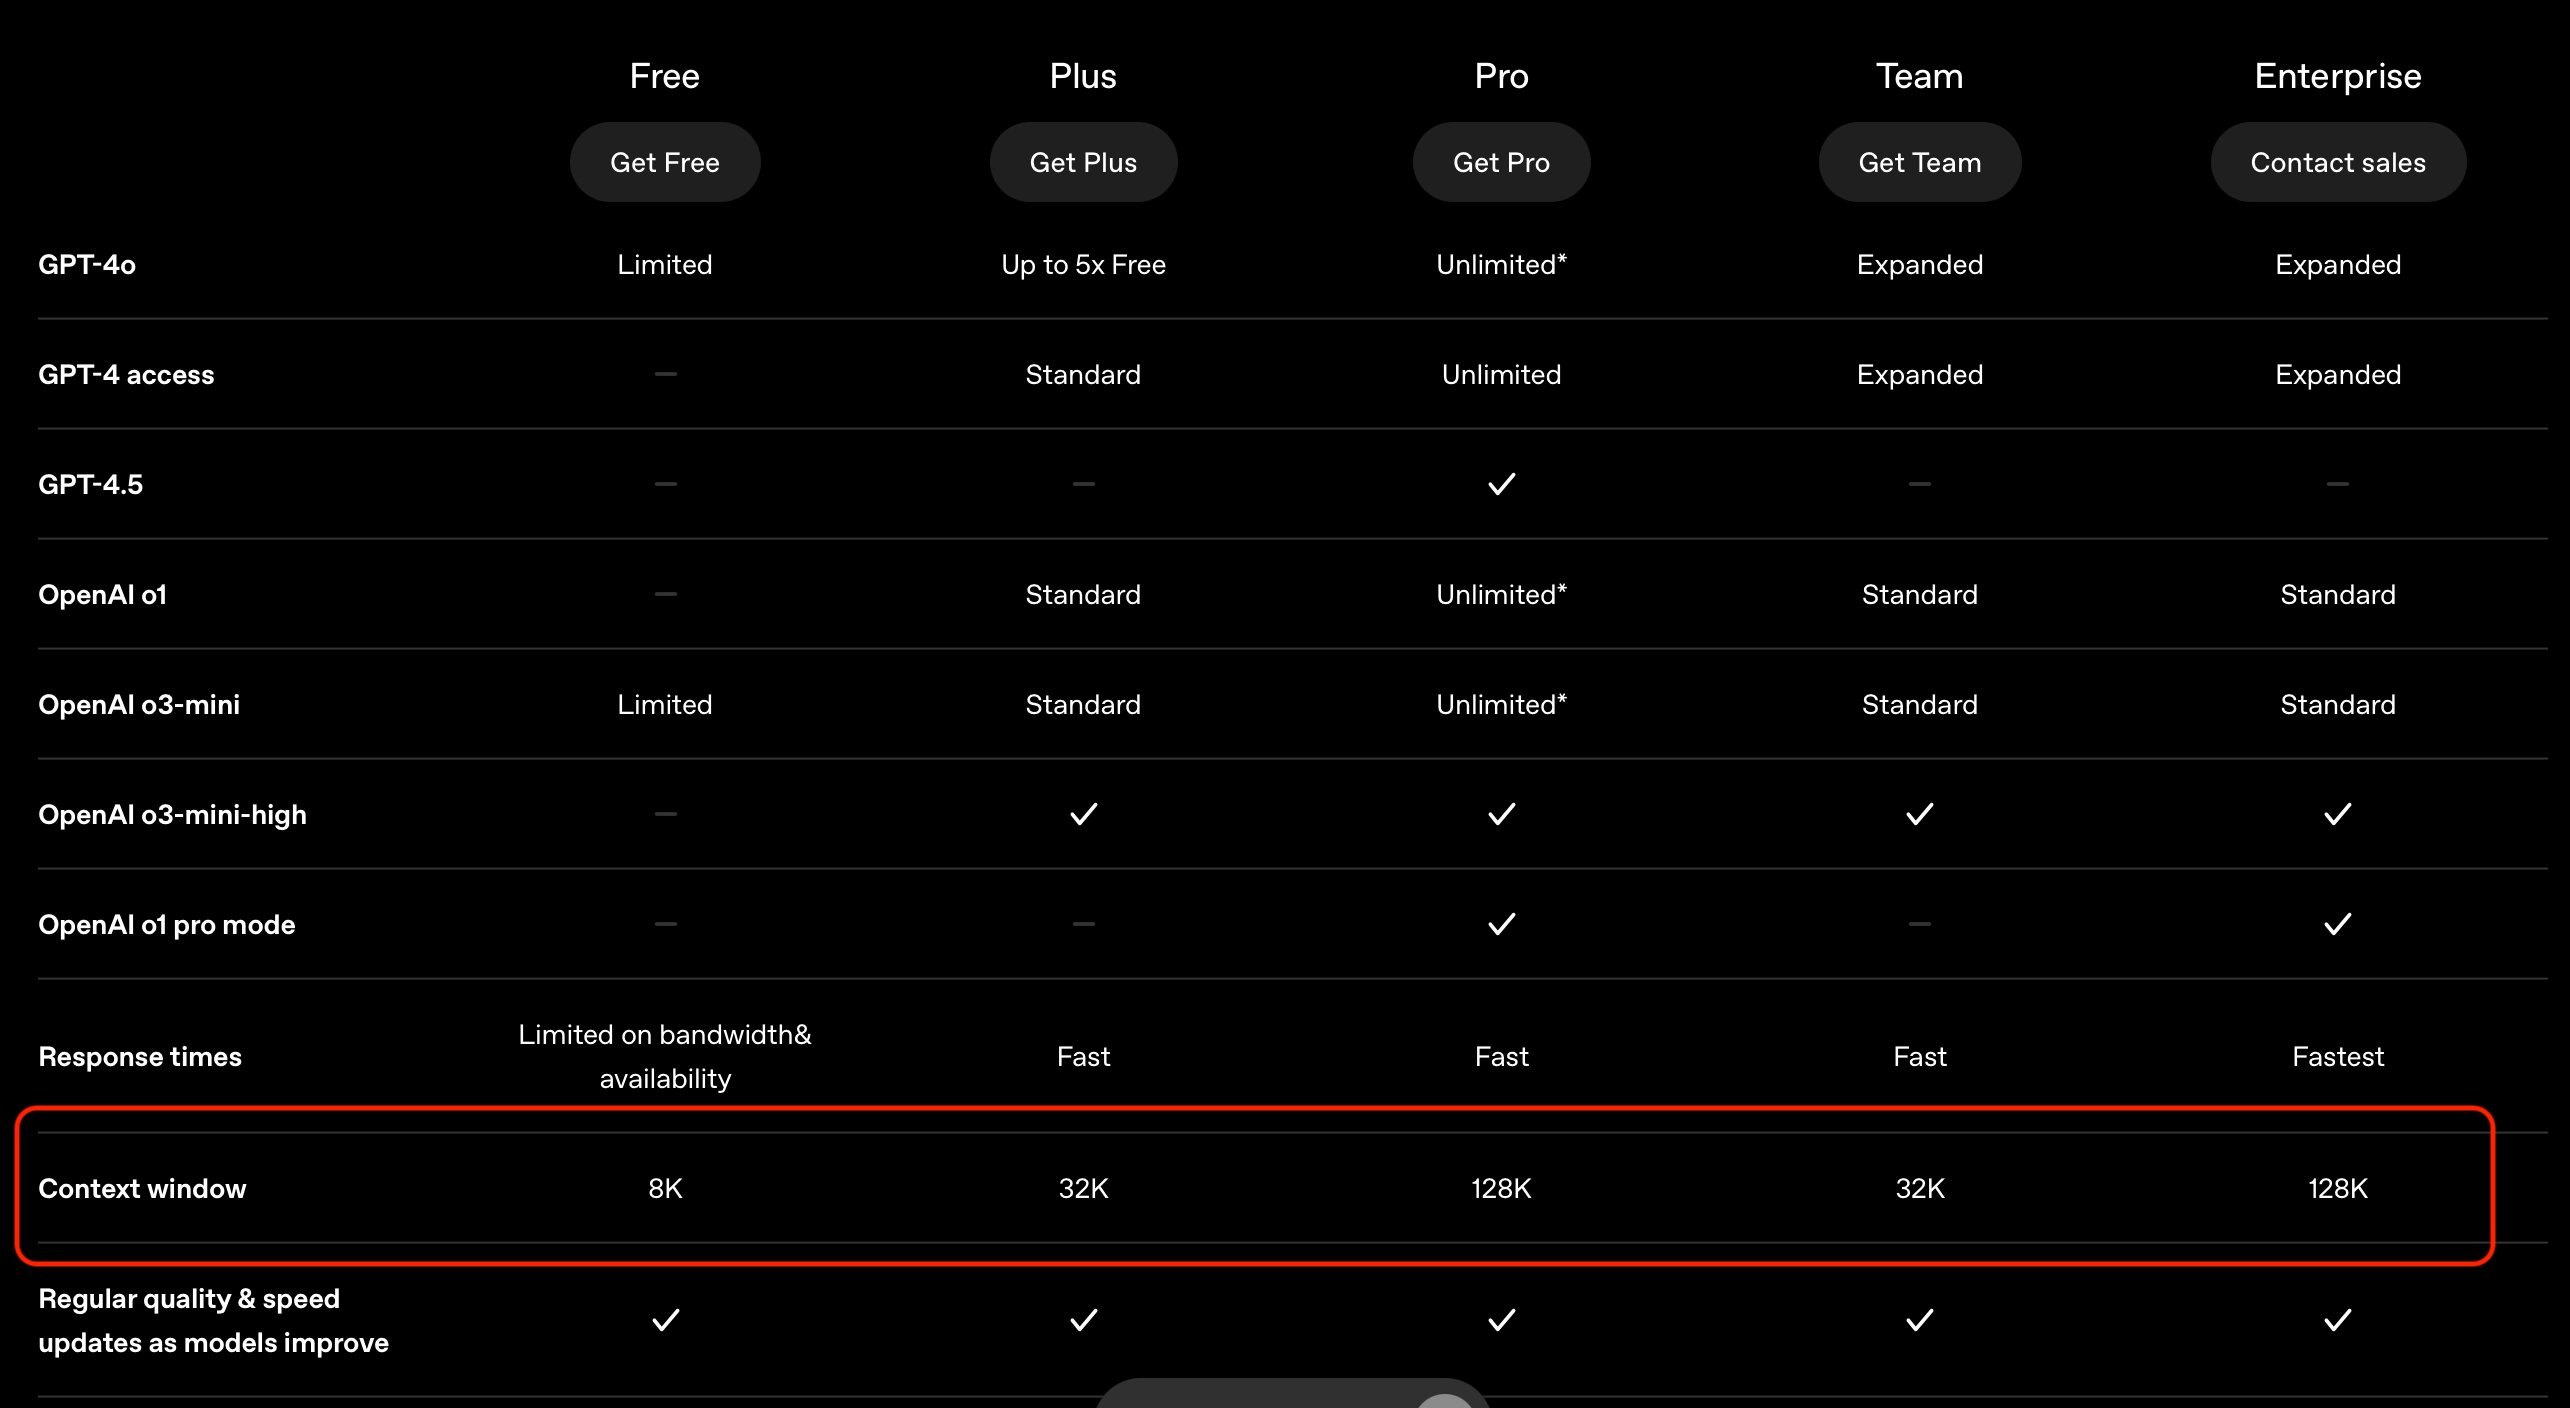 Free Plus Pro Team Enterprise
Get Free Get Plus Get Pro Get Team Contact sales
GPT-4o Limited Up to 5x Free Unlimited* Expanded Expanded
GPT-4 access — Standard Unlimited Expanded Expanded
GPT-4.5 — — ✓ — —
OpenAI o1 — Standard Unlimited* Standard Standard
OpenAI o3-mini Limited Standard Unlimited* Standard Standard
OpenAI o3-mini-high — ✓ ✓ ✓ ✓
OpenAI o1 pro mode — — ✓ — ✓
Response times Limited on bandwidth& availability Fast Fast Fast Fastest
Context window 8K 32K 128K 32K 128K
Regular quality & speed
updates as models improve ✓ ✓ ✓ ✓ ✓